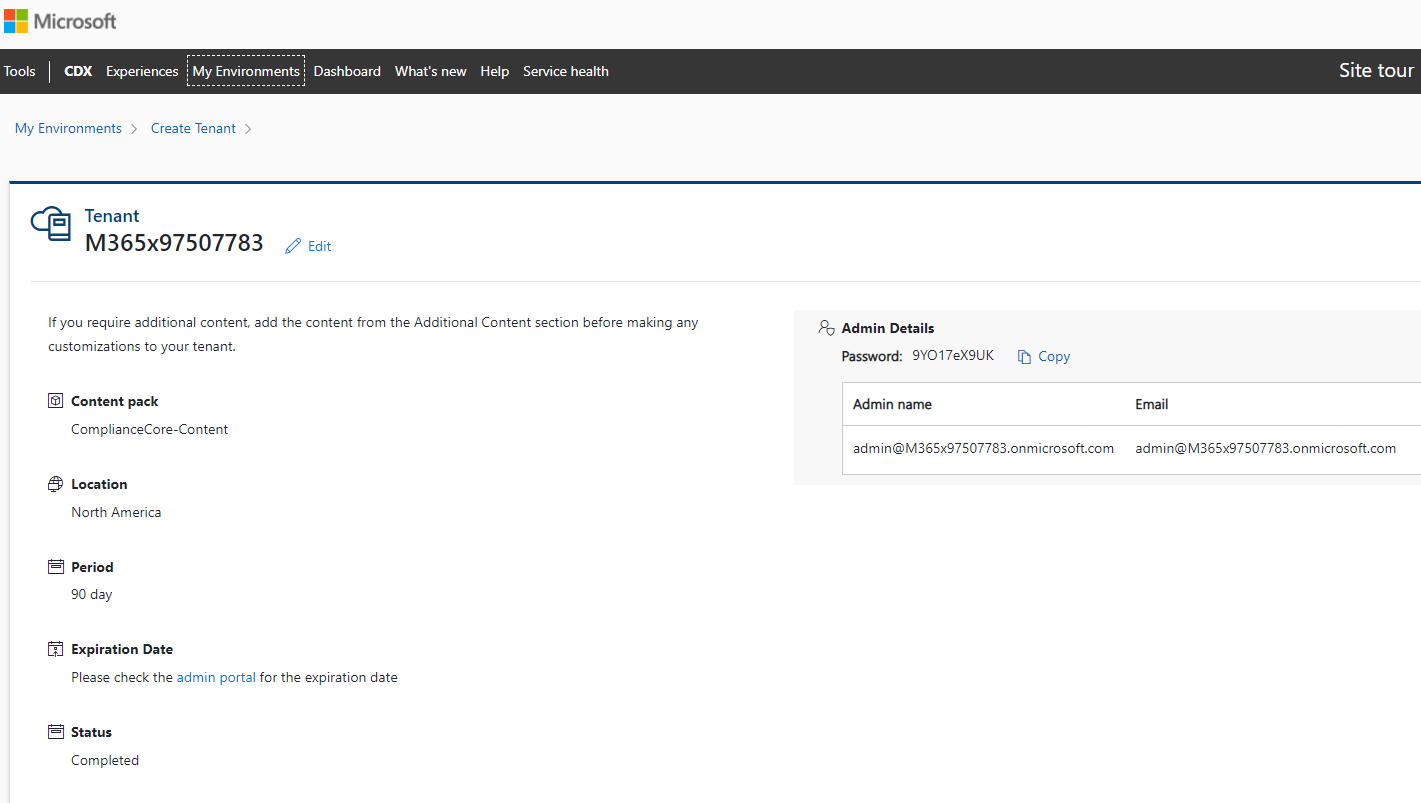 Microsoft
Tools CDX Experiences My Environments Dashboard What's new Help Service health Site tour
My Environments Create Tenant
Tenant
M365x97507783 Edit
If you require additional content, add the content from the Additional Content section before making any
customizations to your tenant.
Content pack
ComplianceCore-Content
Location
North America
Period
90 day
Expiration Date
Please check the admin portal for the expiration date
Status
Completed
Admin Details
Password: 9YO17eX9UK Copy
Admin name Email
admin@M365x97507783.onmicrosoft.com admin@M365x97507783.onmicrosoft.com